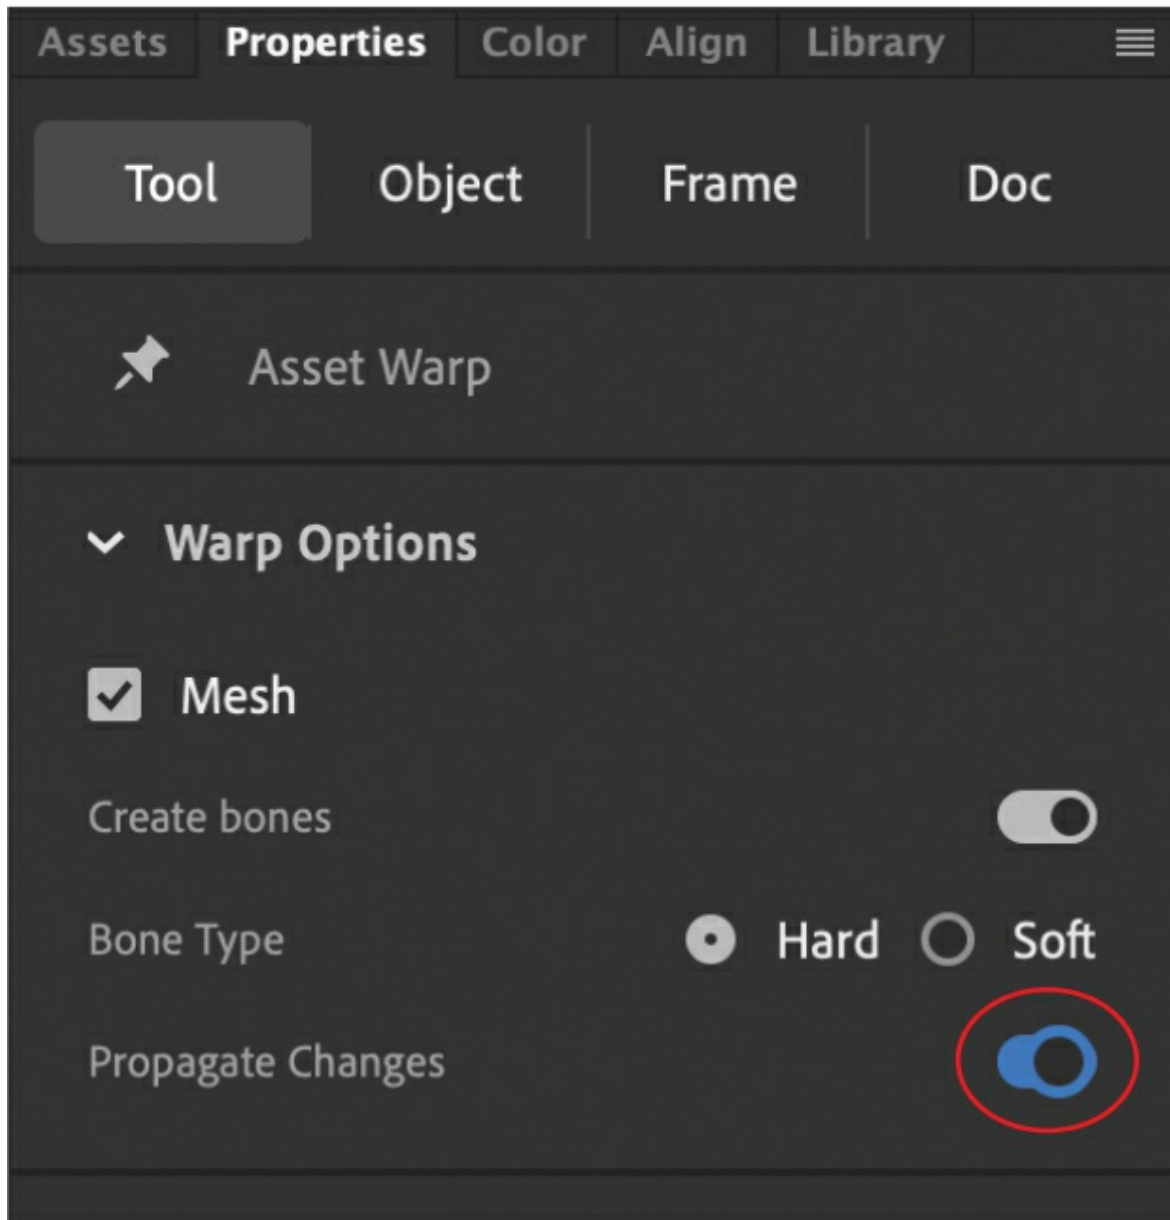 Assets Properties Color Align Library
Tool Object Frame Doc
Asset Warp
Warp Options
Mesh
Create bones
Bone Type Hard Soft
Propagate Changes